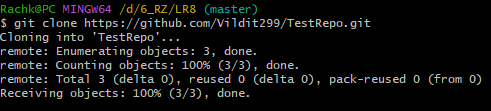 Rachk@PC MINGW64 /d/6_RZ/LR8 (master)
$ git clone https://github.com/Vildit299/TestRepo.git
Cloning into 'TestRepo'...
remote: Enumerating objects: 3, done.
remote: Counting objects: 100% (3/3), done.
remote: Total 3 (delta 0), reused 0 (delta 0), pack-reused 0 (from 0)
Receiving objects: 100% (3/3), done.